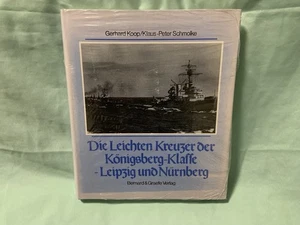 Gerhard Koop/Klaus-Peter Schmolke
Die Leichten Kreuzer der
Königsberg-Klasse
-Leipzig und Nürnberg
Bernard & Graefe Verlag